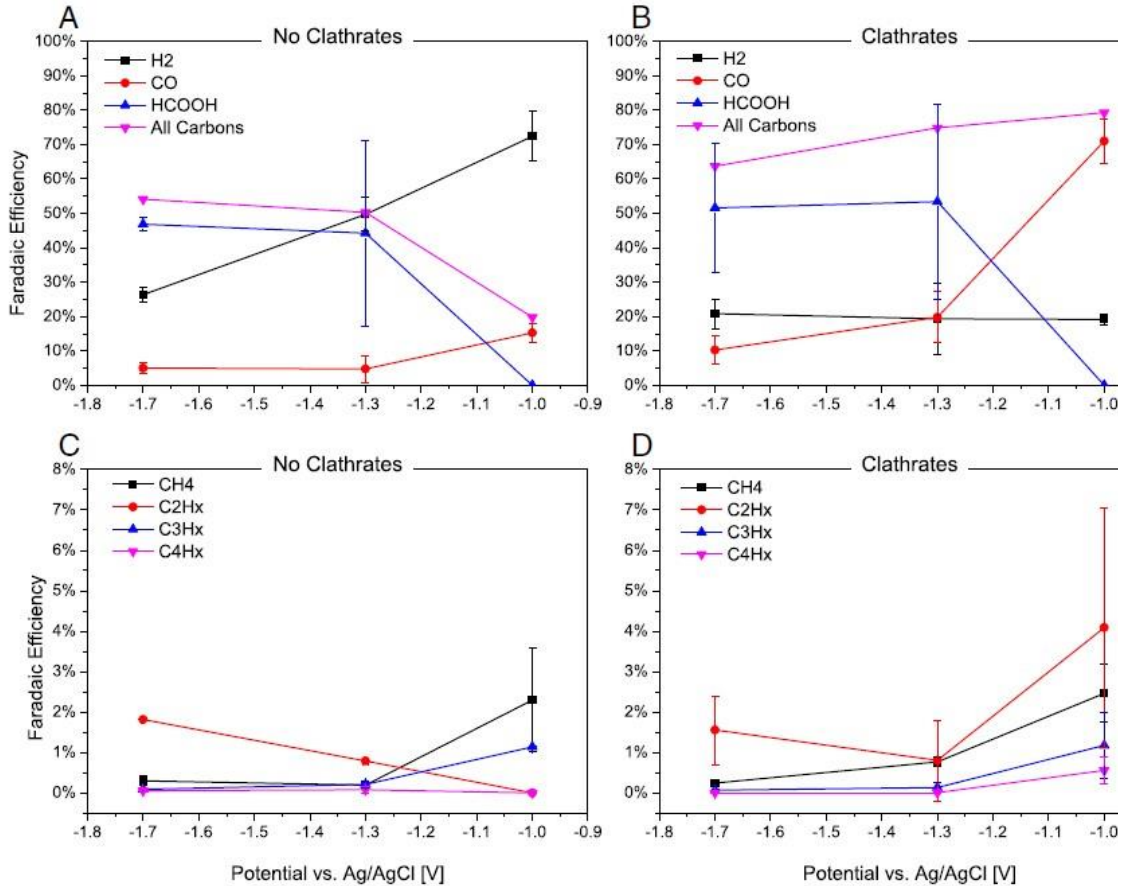 A
No Clathrates
100%
90%
80%
70%
60%
50%
40%
30%
20%
10%
0%
Faradaic Efficiency
H2
CO
HCOOH
All Carbons
-1.8 -1.7 -1.6 -1.5 -1.4 -1.3 -1.2 -1.1 -1.0 -0.9
B
Clathrates
100%
90%
80%
70%
60%
50%
40%
30%
20%
10%
0%
H2
CO
HCOOH
All Carbons
-1.8 -1.7 -1.6 -1.5 -1.4 -1.3 -1.2 -1.1 -1.0
C
No Clathrates
8%
7%
6%
5%
4%
3%
2%
1%
0%
Faradaic Efficiency
CH4
C2Hx
C3Hx
C4Hx
-1.8 -1.7 -1.6 -1.5 -1.4 -1.3 -1.2 -1.1 -1.0 -0.9
Potential vs. Ag/AgCl [V]
D
Clathrates
8%
7%
6%
5%
4%
3%
2%
1%
0%
CH4
C2Hx
C3Hx
C4Hx
-1.8 -1.7 -1.6 -1.5 -1.4 -1.3 -1.2 -1.1 -1.0
Potential vs. Ag/AgCl [V]